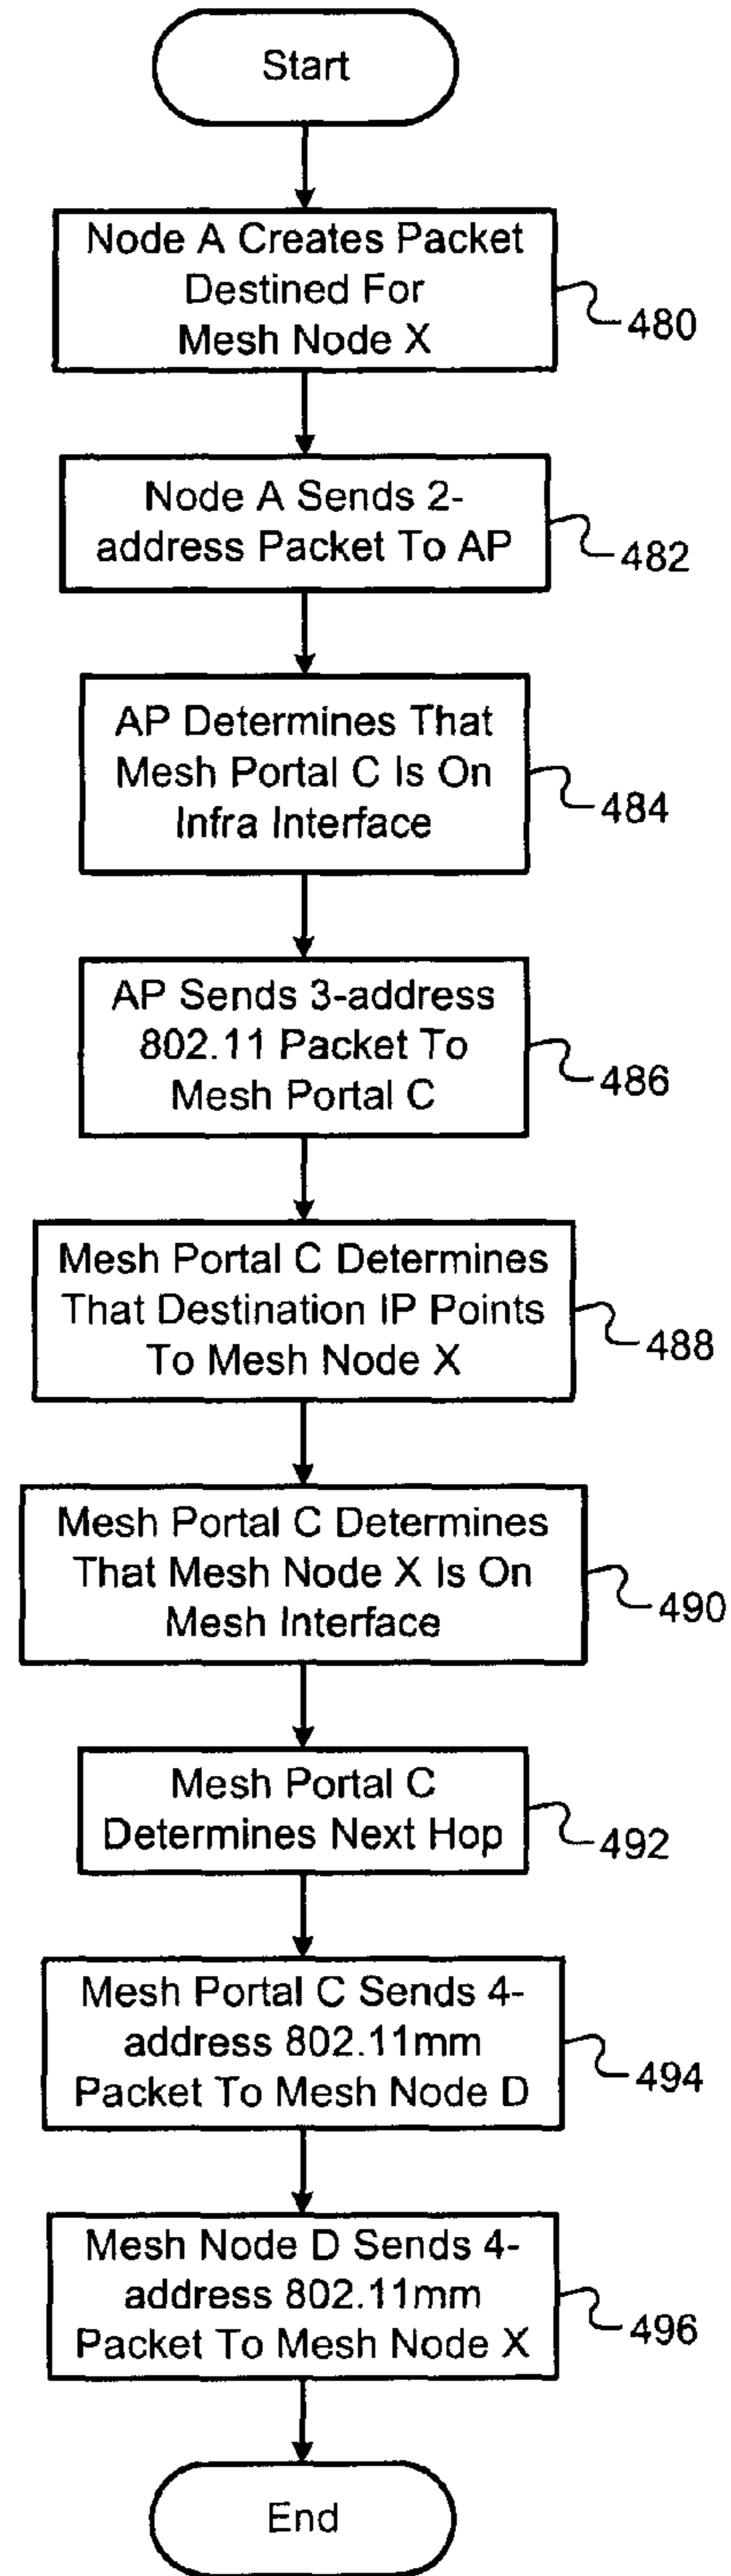 Start
Node A Creates Packet
Destined For
Mesh Node X
480
Node A Sends 2-
address Packet To AP
482
AP Determines That
Mesh Portal C Is On
Infra Interface
484
AP Sends 3-address
802.11 Packet To
Mesh Portal C
486
Mesh Portal C Determines
That Destination IP Points
To Mesh Node X
488
Mesh Portal C Determines
That Mesh Node X Is On
Mesh Interface
490
Mesh Portal C
Determines Next Hop
492
Mesh Portal C Sends 4-
address 802.11mm
Packet To Mesh Node D
494
Mesh Node D Sends 4-
address 802.11mm
Packet To Mesh Node X
496
End